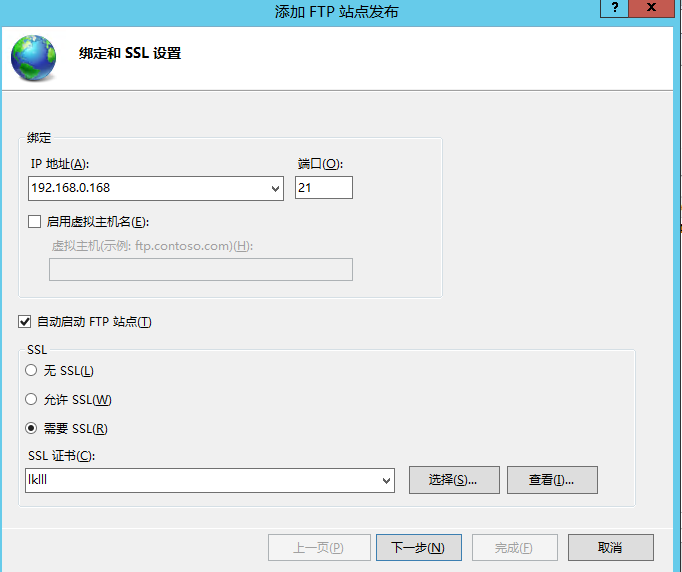 添加 FTP 站点发布
?
x
绑定和 SSL 设置
绑定
IP 地址(A): 端口(O):
192.168.0.168 21
启用虚拟主机名(E):
虚拟主机(示例: ftp.contoso.com)(H):
自动启动 FTP 站点(T)
SSL
无 SSL(L)
允许 SSL(W)
需要 SSL(R)
SSL 证书(C):
lklll 选择(S)... 查看(I)...
上一页(P) 下一步(N) 完成(F) 取消